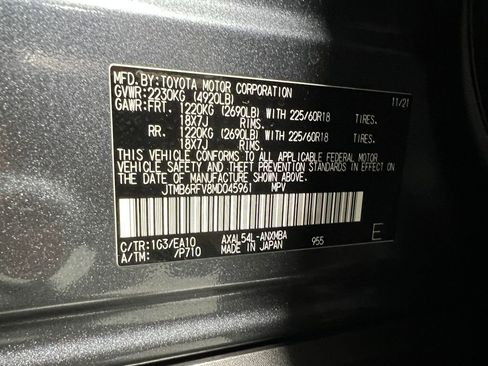 MFD.BY:TOYOTA MOTOR CORPORATION 11/21
GVWR:2230KG (4920LB)
GAWR:FRT. 1220KG (2690LB) WITH 225/60R18 TIRES.
18X7J RIMS.
RR. 1220KG (2690LB) WITH 225/60R18 TIRES.
18X7J RIMS.
THIS VEHICLE CONFORMS TO ALL APPLICABLE FEDERAL MOTOR
VEHICLE SAFETY AND THEFT PREVENTION STANDARDS IN EFFECT ON
THE DATE OF MANUFACTURE SHOWN ABOVE.
JTMB6RFV8MD045961 MPV
C/TR:1G3/EA10 AXAL54L-ANXMBA 955 E
A/TM: /P710 MADE IN JAPAN